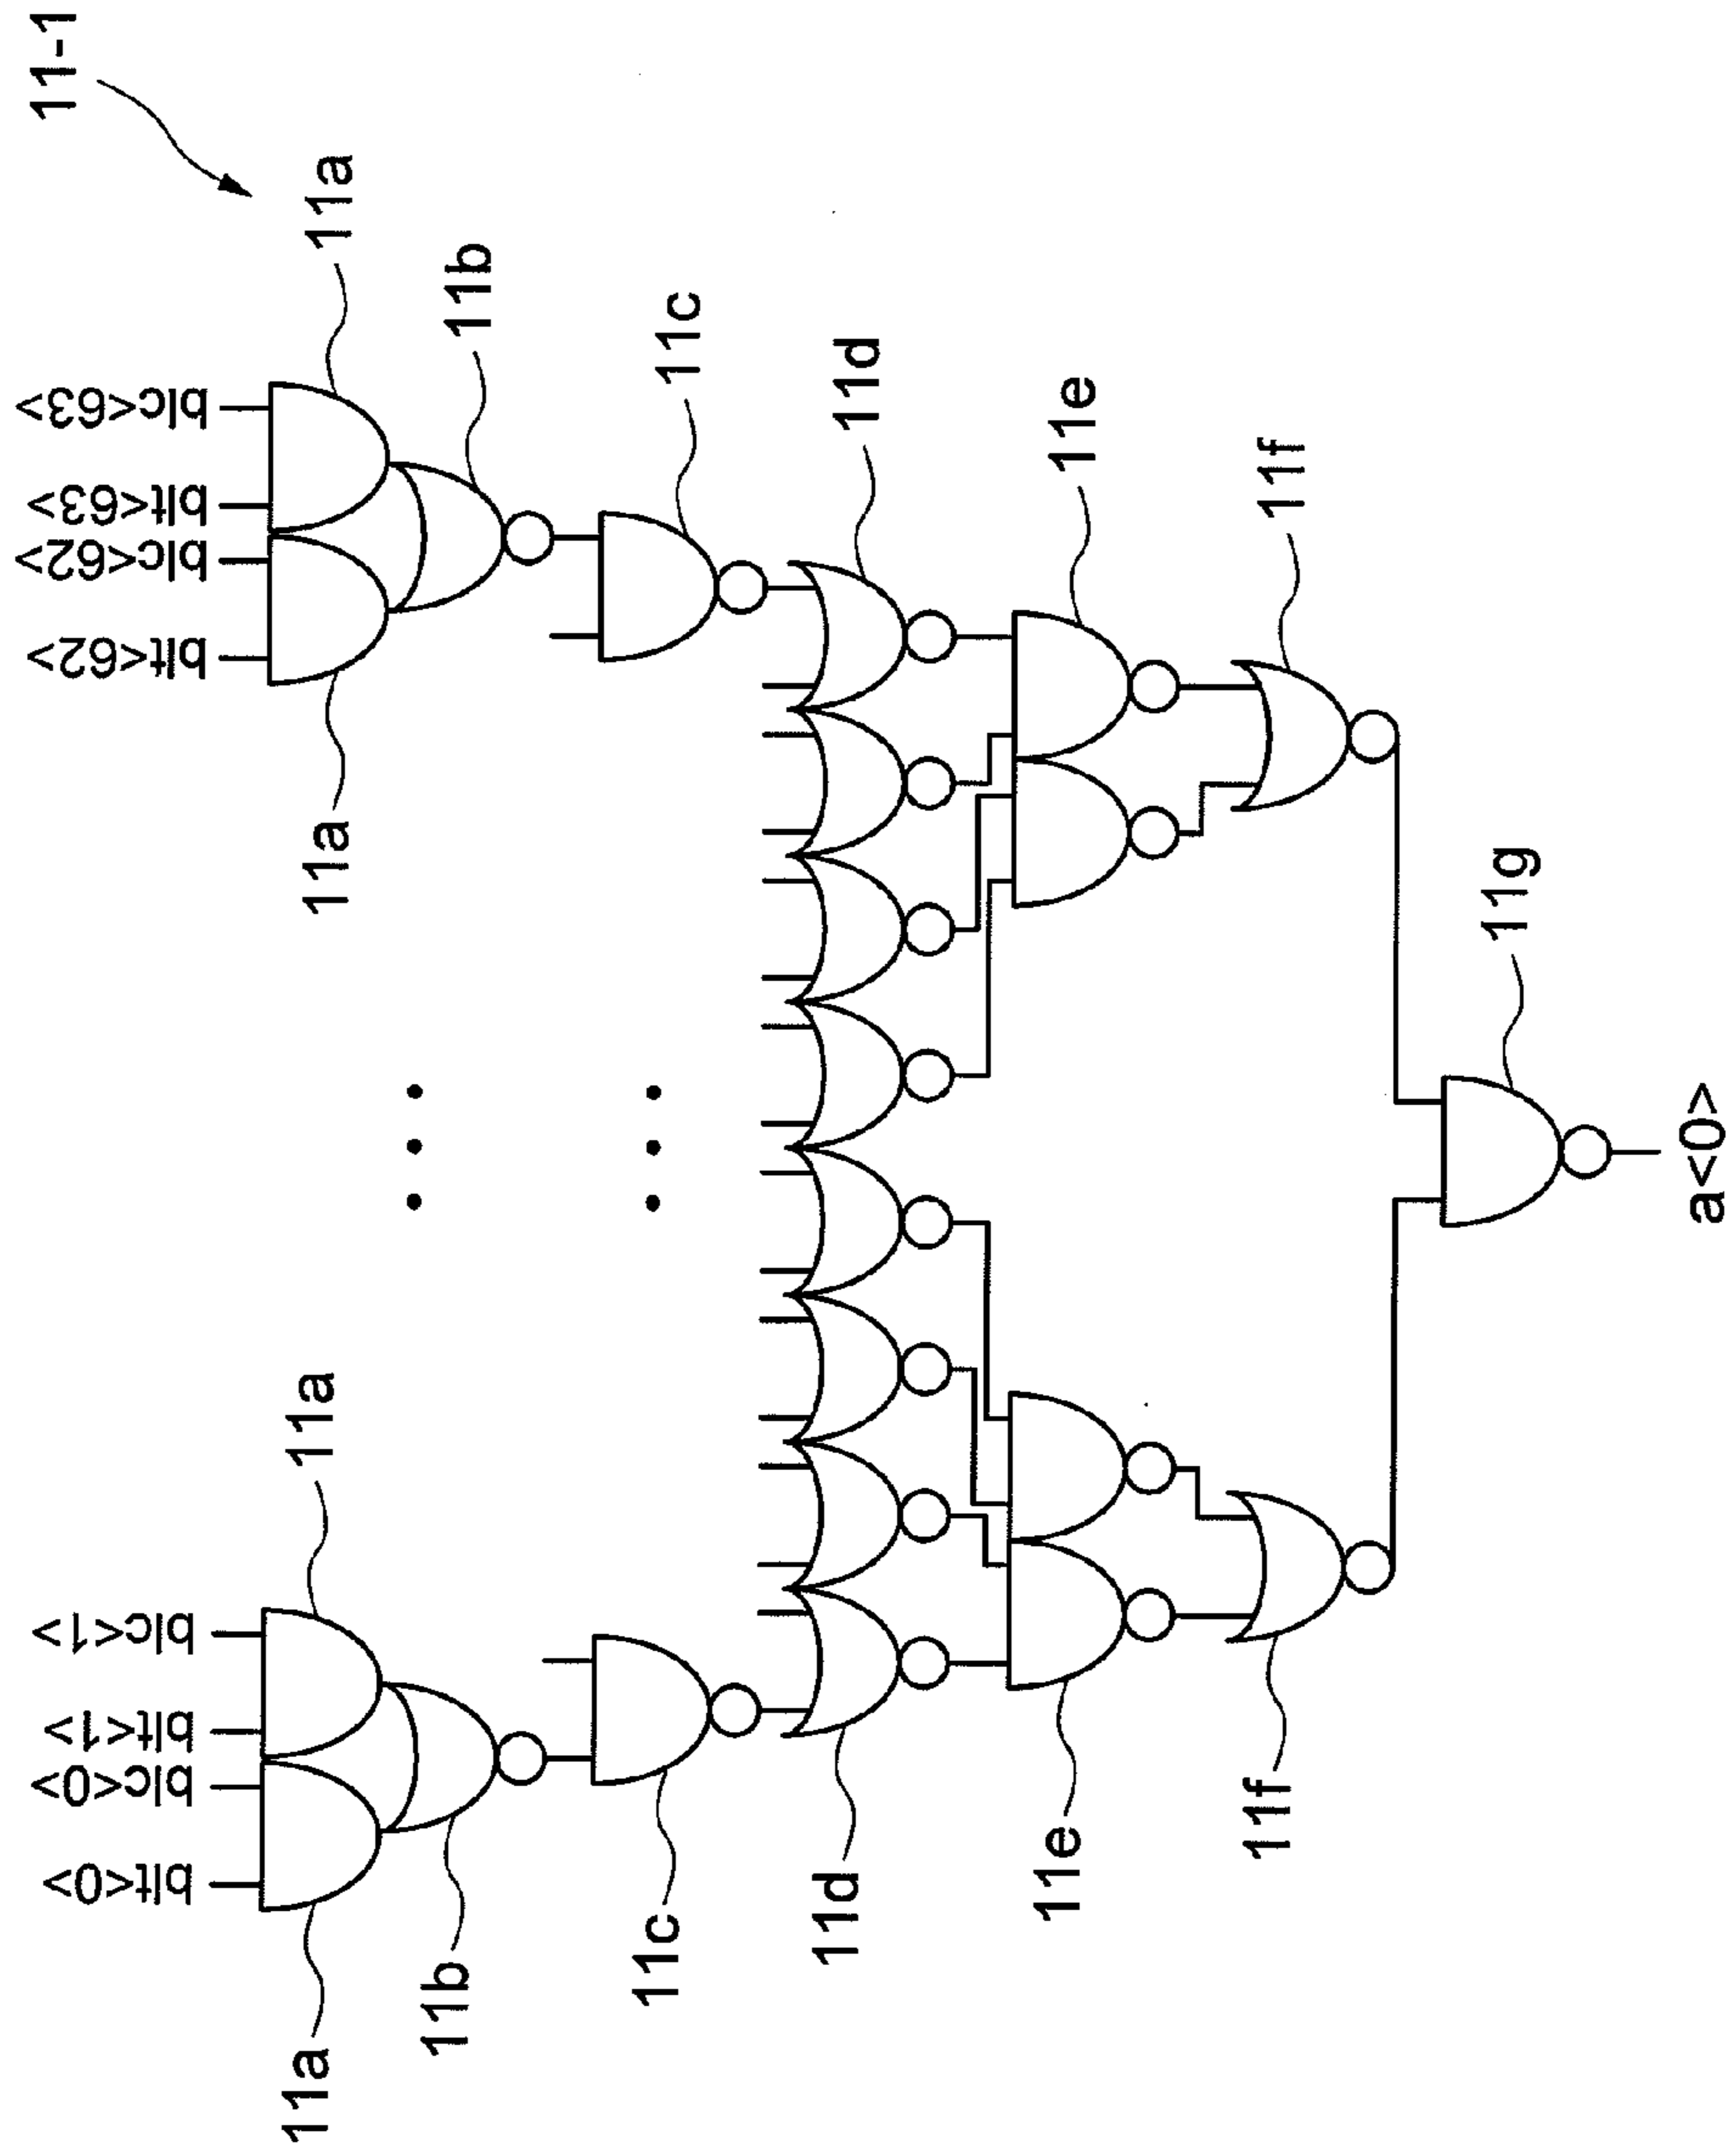 11-1
blt<0>
blc<0>
blt<1>
blc<1>
blt<62>
blc<62>
blt<63>
blc<63>
11a
11a
11a
11a
11b
11b
11c
11c
11d
11d
11e
11e
11f
11f
11g
a<0>